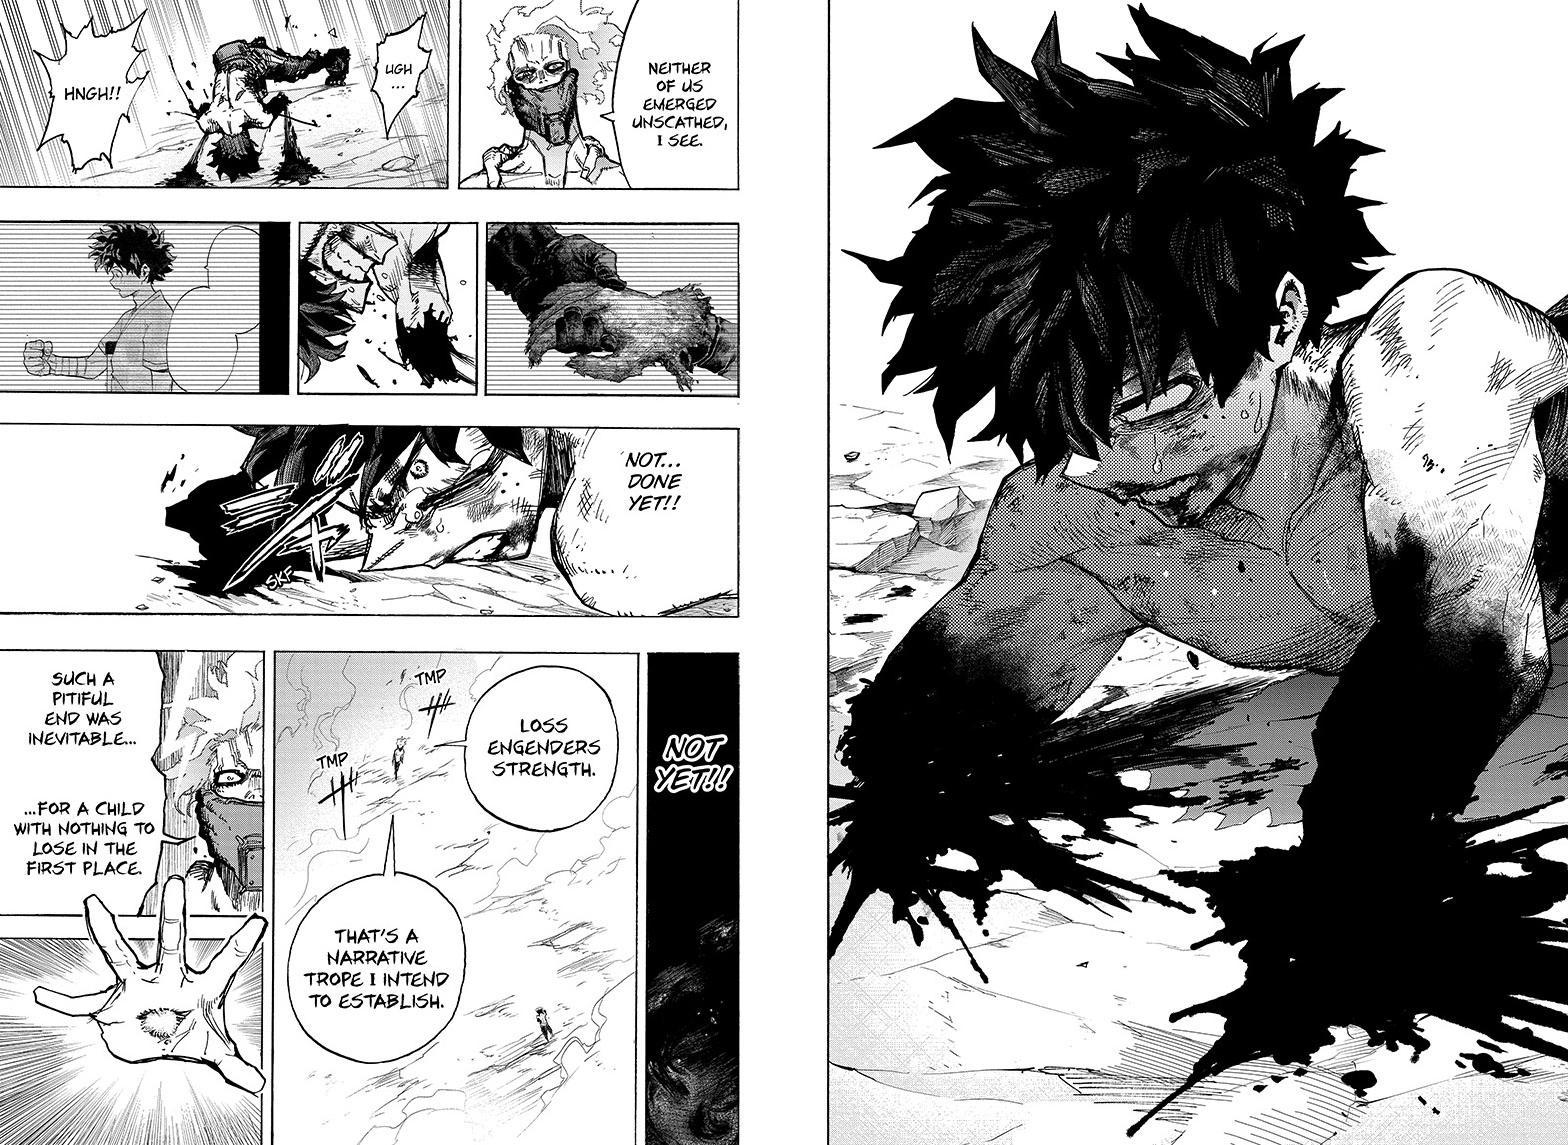 NEITHER
OF US
EMERGED
UNSCATHED,
I SEE.
UGH
...
HNGH!!
NOT...
DONE
YET!!
SKF
NOT
YET!!
LOSS
ENGENDERS
STRENGTH.
TMP
TMP
THAT'S A
NARRATIVE
TROPE I INTEND
TO ESTABLISH.
SUCH A
PITIFUL
END WAS
INEVITABLE...
...FOR A CHILD
WITH NOTHING TO
LOSE IN THE
FIRST PLACE.